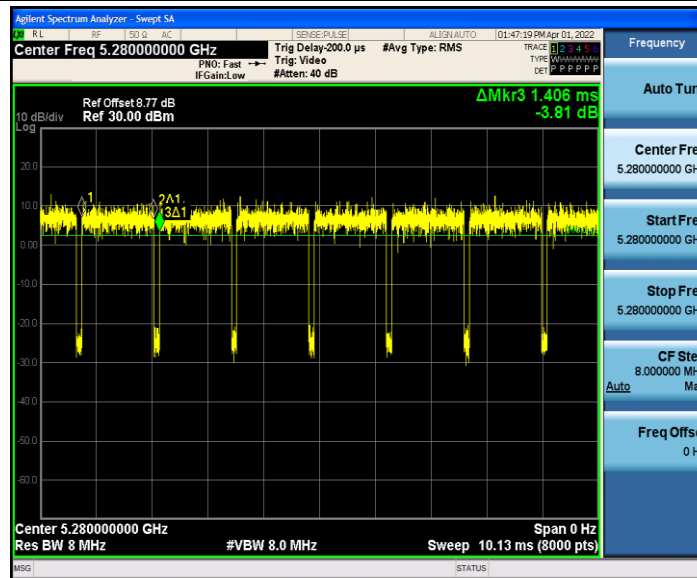 Agilent Spectrum Analyzer - Swept SA
LXI RL RF 50 Ω AC SENSE:PULSE ALIGN AUTO 01:47:19 PM Apr 01, 2022
Center Freq 5.280000000 GHz
PNO: Fast
IFGain:Low
Trig Delay-200.0 µs
Trig: Video
#Atten: 40 dB
#Avg Type: RMS
TRACE 1 2 3 4 5 6
TYPE
DET P P P P P P
ΔMkr3 1.406 ms
-3.81 dB
Ref Offset 8.77 dB
10 dB/div Ref 30.00 dBm
Log
20.0
10.0
0.00
-10.0
-20.0
-30.0
-40.0
-50.0
-60.0
1
2Δ1
3Δ1
Center 5.280000000 GHz Span 0 Hz
Res BW 8 MHz #VBW 8.0 MHz Sweep 10.13 ms (8000 pts)
MSG STATUS
Frequency
Auto Tun
Center Fre
5.280000000 GH
Start Fre
5.280000000 GH
Stop Fre
5.280000000 GH
CF Ste
8.000000 MH
Auto Ma
Freq Offs
0 H